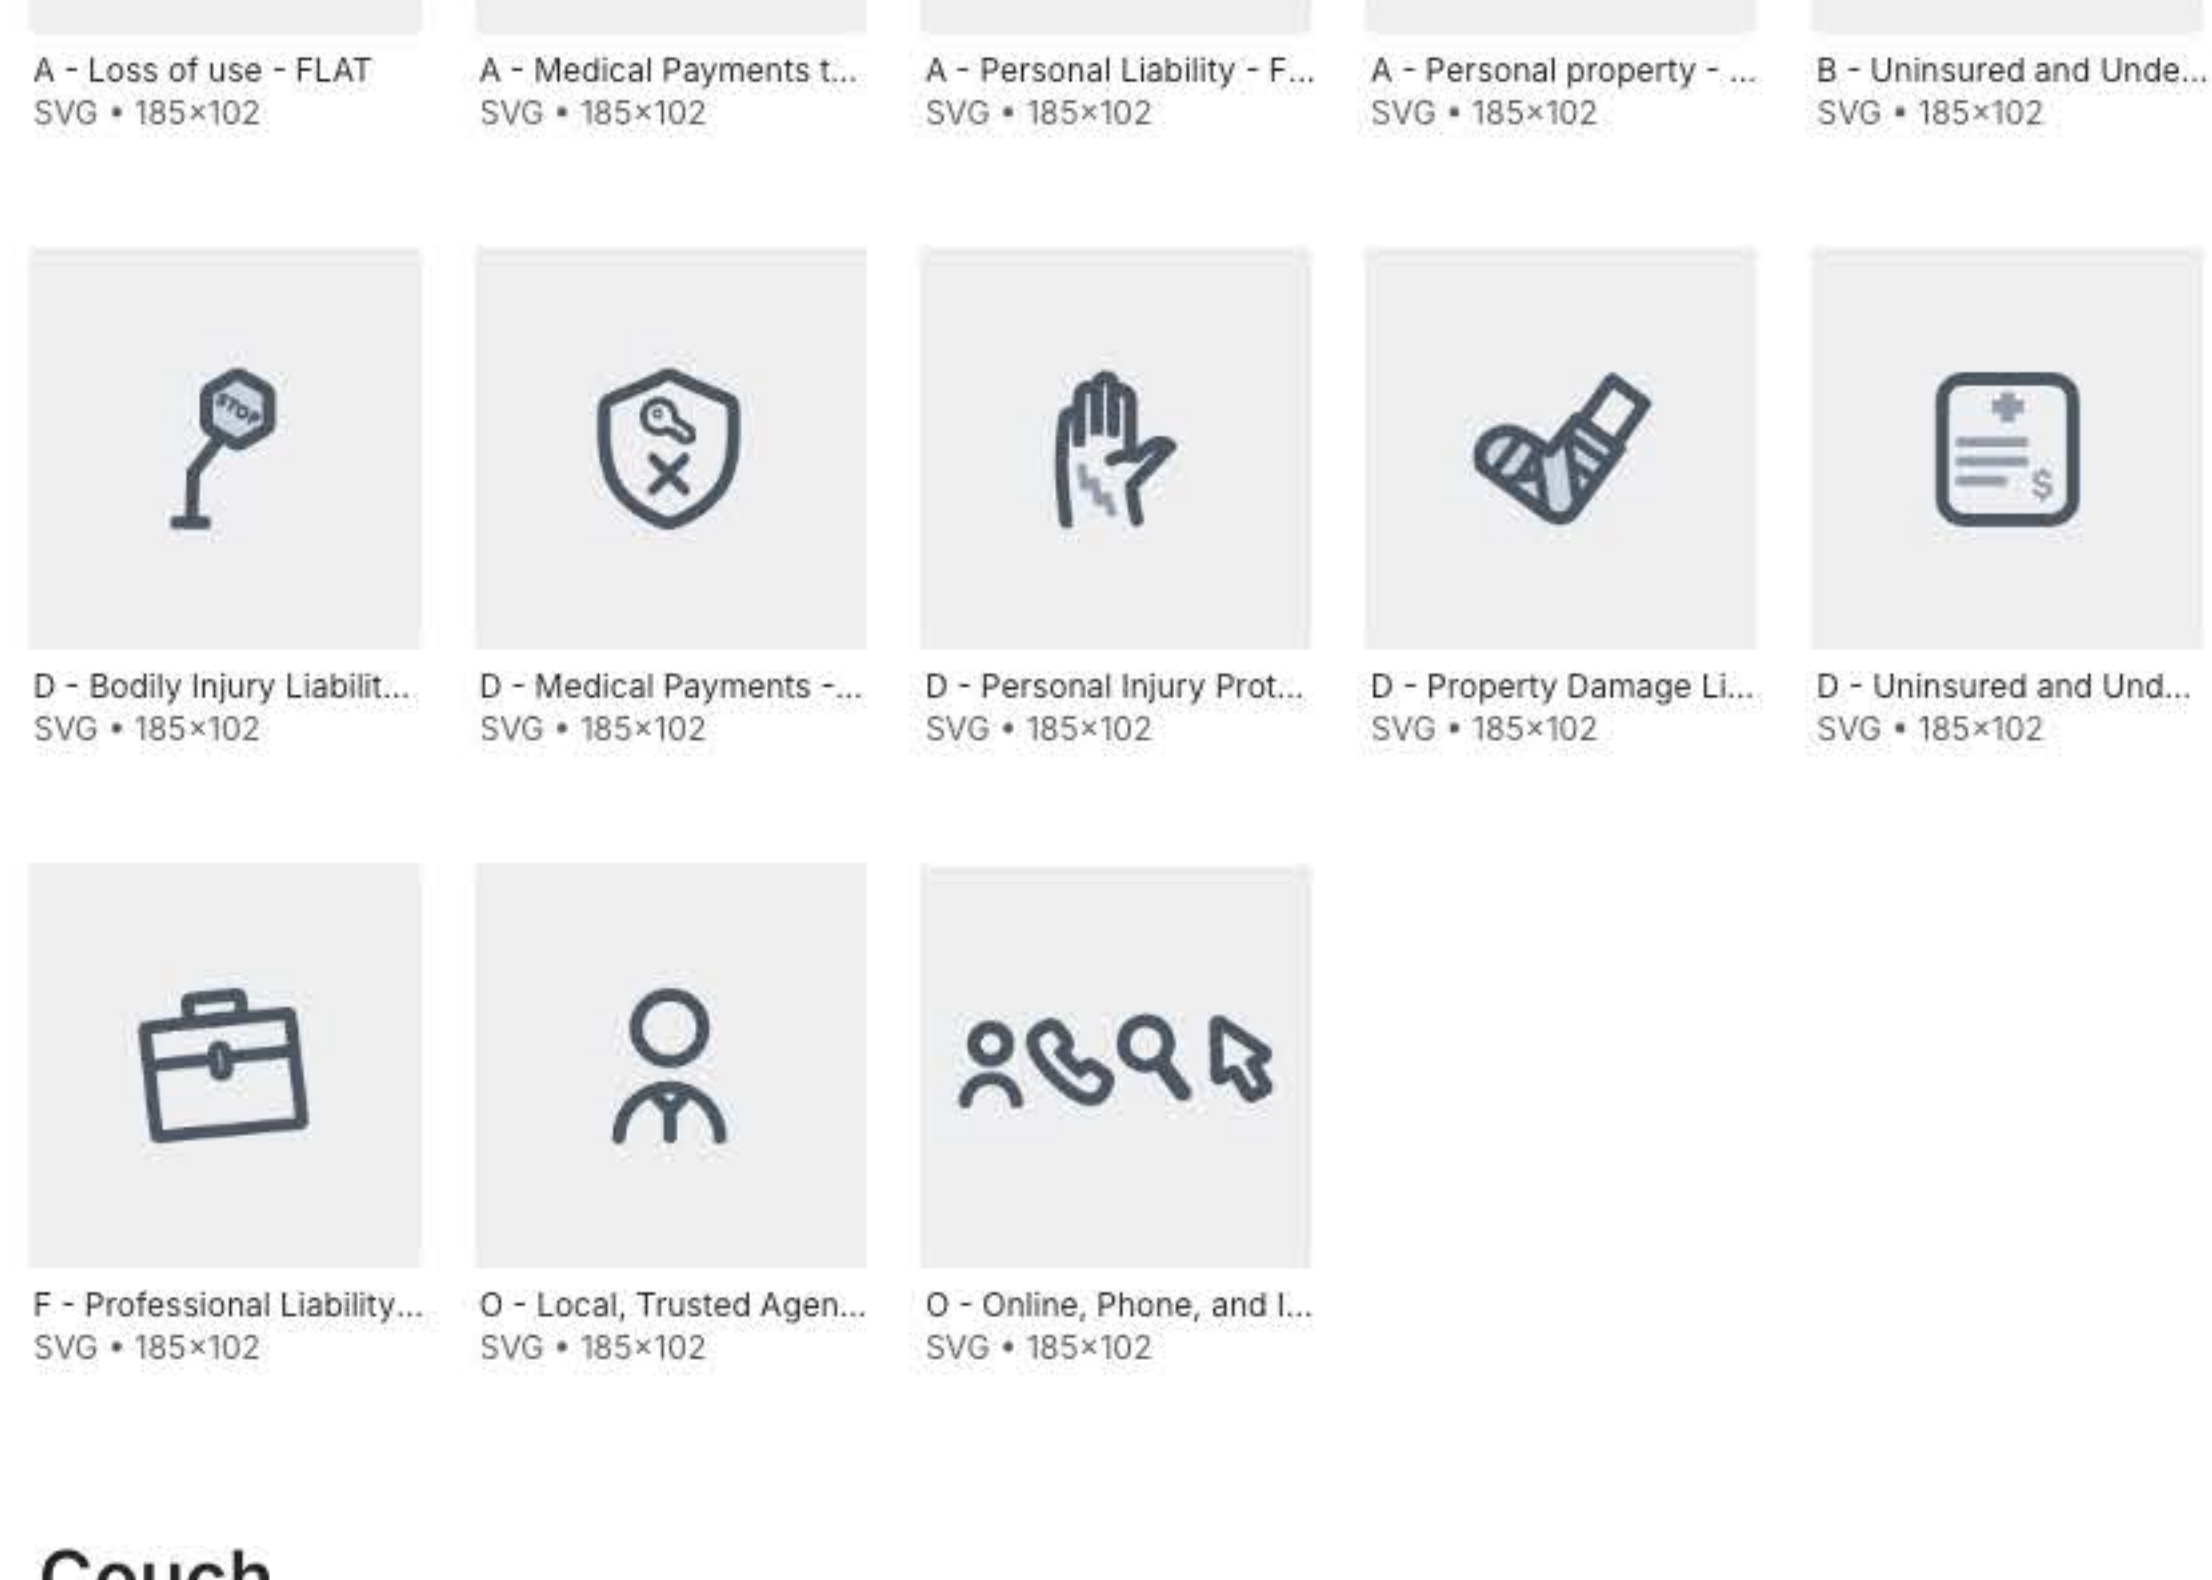 A - Loss of use - FLAT
SVG • 185×102
A - Medical Payments t...
SVG • 185×102
A - Personal Liability - F...
SVG • 185×102
A - Personal property - ...
SVG • 185×102
B - Uninsured and Unde...
SVG • 185×102
STOP
$
D - Bodily Injury Liabilit...
SVG • 185×102
D - Medical Payments -...
SVG • 185×102
D - Personal Injury Prot...
SVG • 185×102
D - Property Damage Li...
SVG • 185×102
D - Uninsured and Und...
SVG • 185×102
F - Professional Liability...
SVG • 185×102
O - Local, Trusted Agen...
SVG • 185×102
O - Online, Phone, and I...
SVG • 185×102
Couch